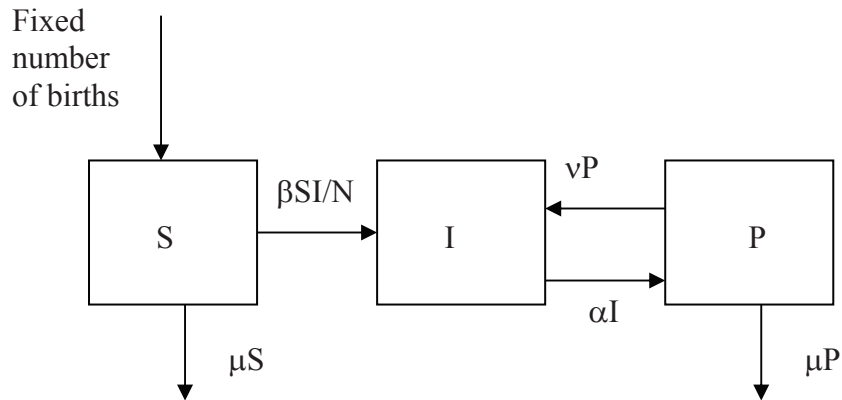 Fixed
number
of births
βSI/N
νP
S
I
P
αI
μS
μP